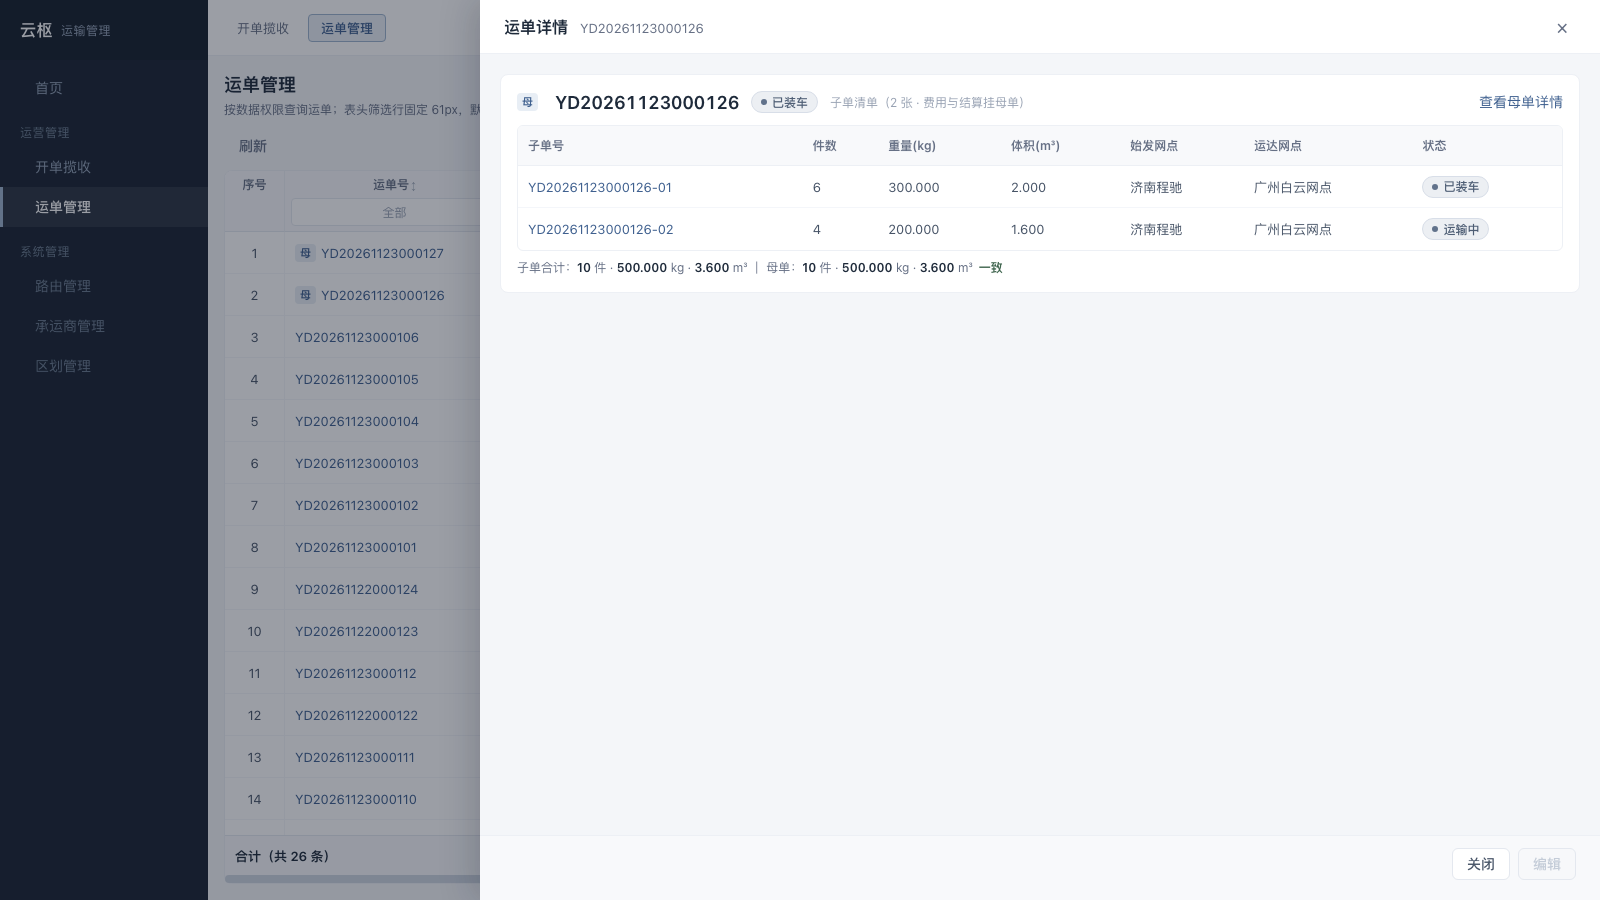 云枢 运输管理
首页
运营管理
开单揽收
运单管理
系统管理
路由管理
承运商管理
区划管理
开单揽收 运单管理
运单管理
按数据权限查询运单；表头筛选行固定 61px，默
刷新
序号 运单号
全部
1 母 YD20261123000127
2 母 YD20261123000126
3 YD20261123000106
4 YD20261123000105
5 YD20261123000104
6 YD20261123000103
7 YD20261123000102
8 YD20261123000101
9 YD20261122000124
10 YD20261122000123
11 YD20261123000112
12 YD20261122000122
13 YD20261123000111
14 YD20261123000110
合计（共 26 条）
运单详情 YD20261123000126 ×
母 YD20261123000126 已装车 子单清单（2 张 · 费用与结算挂母单） 查看母单详情
子单号 件数 重量(kg) 体积(m³) 始发网点 运达网点 状态
YD20261123000126-01 6 300.000 2.000 济南程驰 广州白云网点 已装车
YD20261123000126-02 4 200.000 1.600 济南程驰 广州白云网点 运输中
子单合计：10 件 · 500.000 kg · 3.600 m³ | 母单：10 件 · 500.000 kg · 3.600 m³ 一致
关闭 编辑